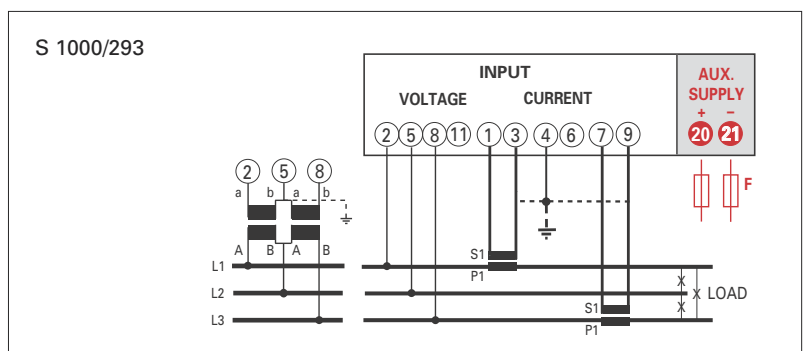 S 1000/293
INPUT
AUX.
SUPPLY
VOLTAGE CURRENT
+ −
2 5 8 11 1 3 4 6 7 9 20 21
2 5 8
a b a b
F
A B A B
S1
L1
P1
X
L2
X LOAD
S1 X
L3
P1